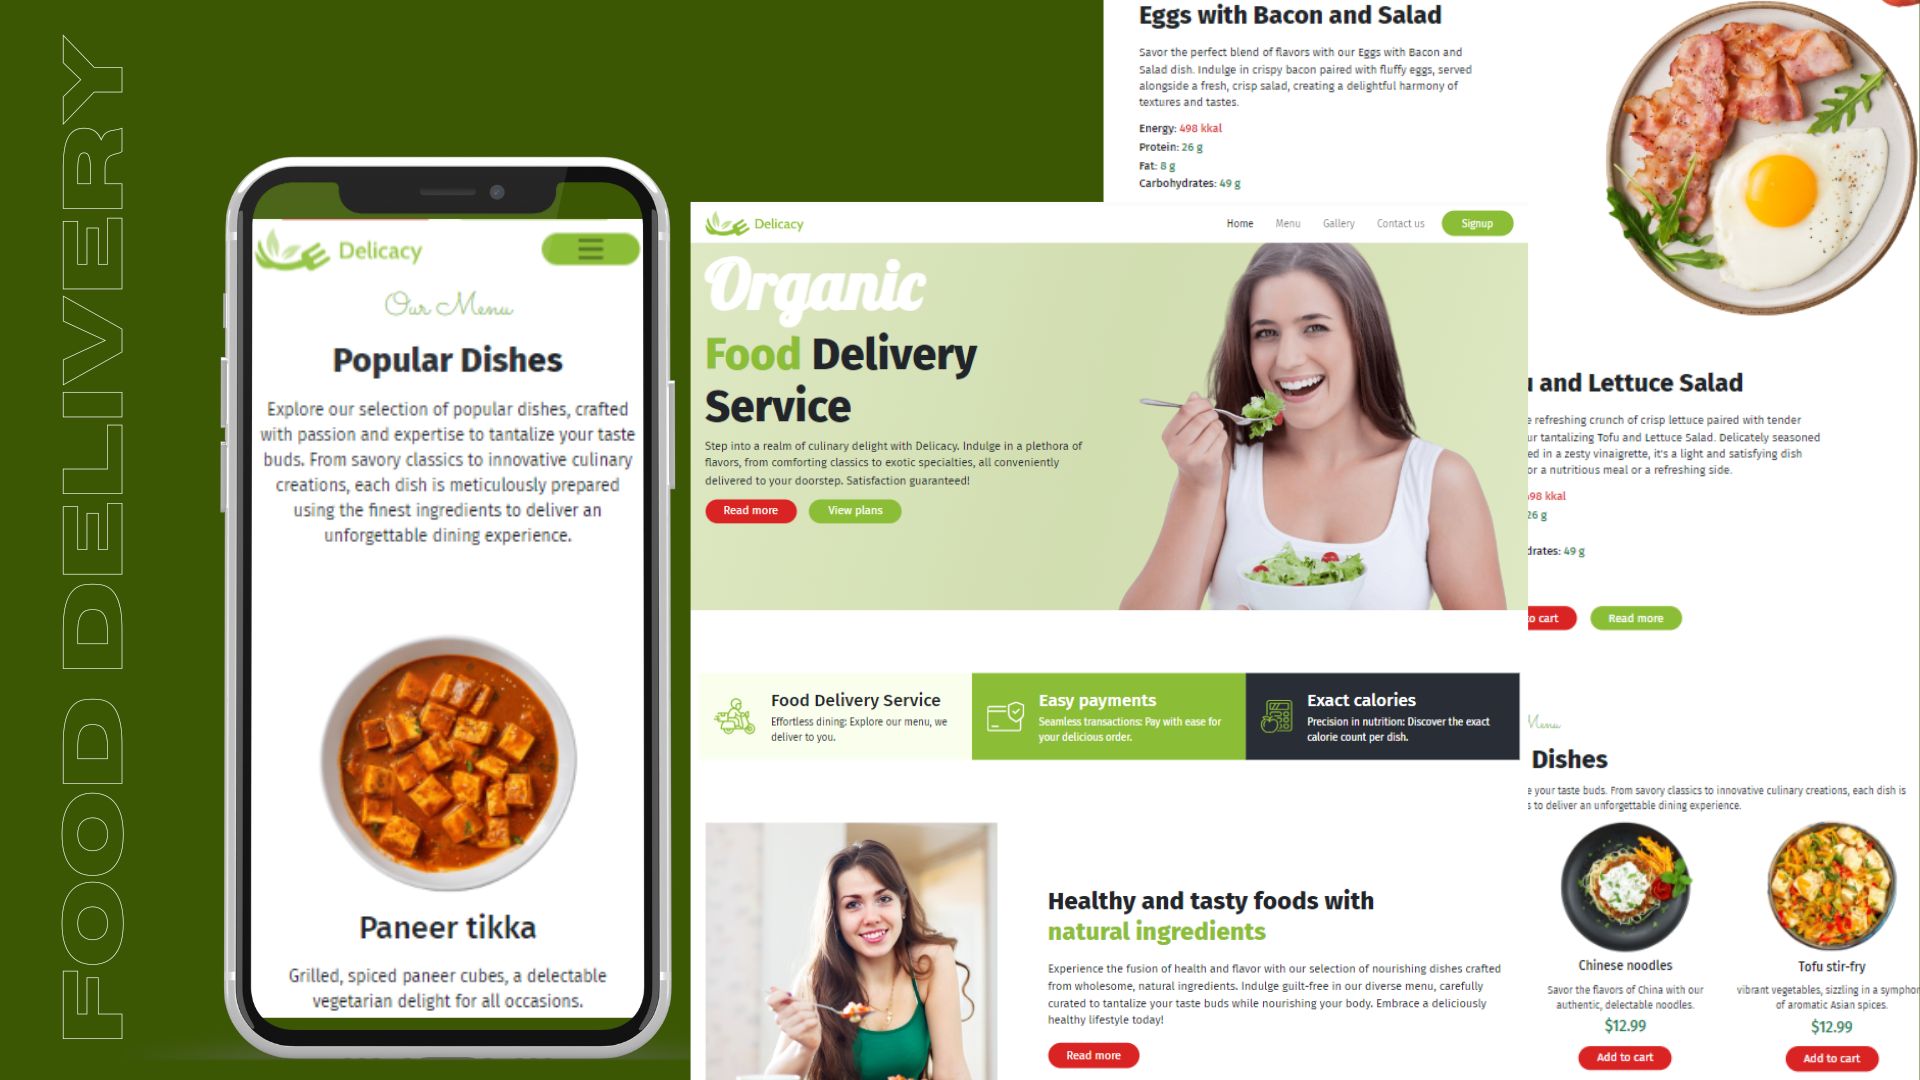 FOOD DELIVERY
Delicacy
Our Menu
Popular Dishes
Explore our selection of popular dishes, crafted
with passion and expertise to tantalize your taste
buds. From savory classics to innovative culinary
creations, each dish is meticulously prepared
using the finest ingredients to deliver an
unforgettable dining experience.
Paneer tikka
Grilled, spiced paneer cubes, a delectable
vegetarian delight for all occasions.
Delicacy
Home Menu Gallery Contact us Signup
Organic
Food Delivery
Service
Step into a realm of culinary delight with Delicacy. Indulge in a plethora of
flavors, from comforting classics to exotic specialties, all conveniently
delivered to your doorstep. Satisfaction guaranteed!
Read more View plans
Food Delivery Service
Effortless dining: Explore our menu, we
deliver to you.
Easy payments
Seamless transactions: Pay with ease for
your delicious order.
Exact calories
Precision in nutrition: Discover the exact
calorie count per dish.
Healthy and tasty foods with
natural ingredients
Experience the fusion of health and flavor with our selection of nourishing dishes crafted
from wholesome, natural ingredients. Indulge guilt-free in our diverse menu, carefully
curated to tantalize your taste buds while nourishing your body. Embrace a deliciously
healthy lifestyle today!
Read more
Eggs with Bacon and Salad
Savor the perfect blend of flavors with our Eggs with Bacon and
Salad dish. Indulge in crispy bacon paired with fluffy eggs, served
alongside a fresh, crisp salad, creating a delightful harmony of
textures and tastes.
Energy: 498 kkal
Protein: 26 g
Fat: 8 g
Carbohydrates: 49 g
and Lettuce Salad
refreshing crunch of crisp lettuce paired with tender
tantalizing Tofu and Lettuce Salad. Delicately seasoned
in a zesty vinaigrette, it's a light and satisfying dish
or a nutritious meal or a refreshing side.
98 kkal
26 g
drates: 49 g
to cart Read more
Menu
Dishes
e your taste buds. From savory classics to innovative culinary creations, each dish is
s to deliver an unforgettable dining experience.
Chinese noodles
Savor the flavors of China with our
authentic, delectable noodles.
$12.99
Add to cart
Tofu stir-fry
vibrant vegetables, sizzling in a symphon
of aromatic Asian spices.
$12.99
Add to cart